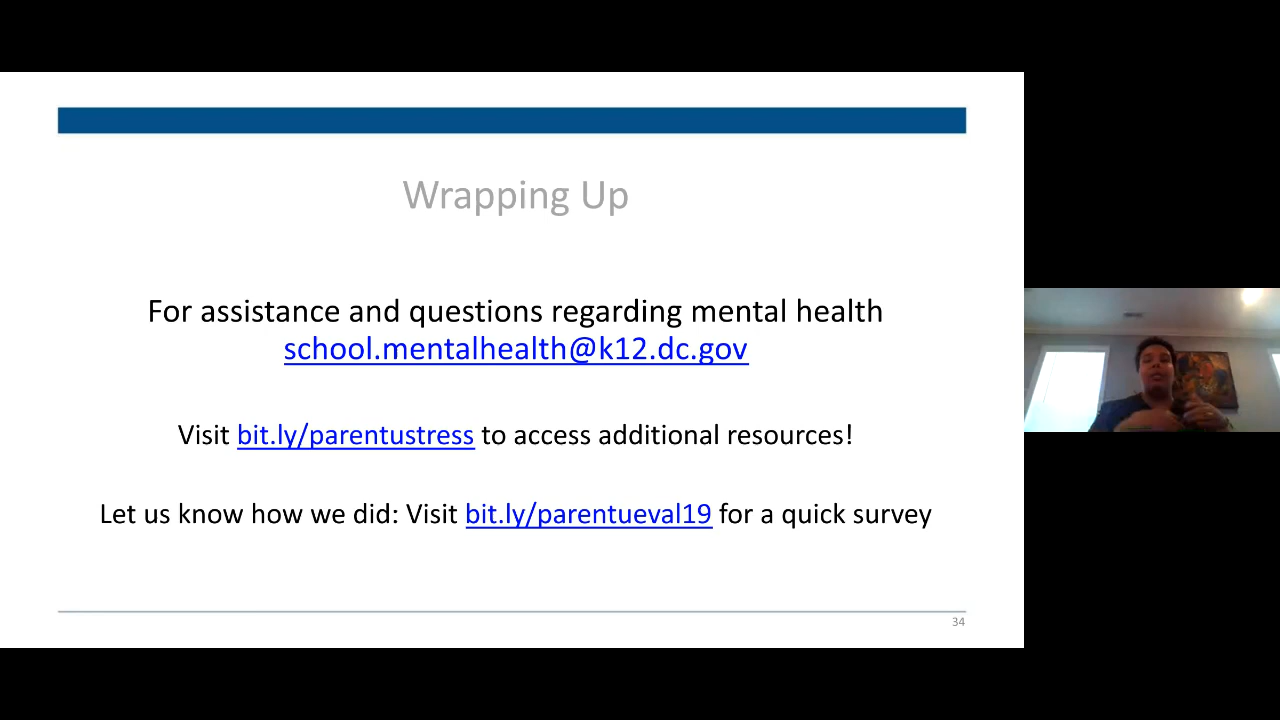 Wrapping Up
For assistance and questions regarding mental health
school.mentalhealth@k12.dc.gov
Visit bit.ly/parentustress to access additional resources!
Let us know how we did: Visit bit.ly/parentueval19 for a quick survey
34